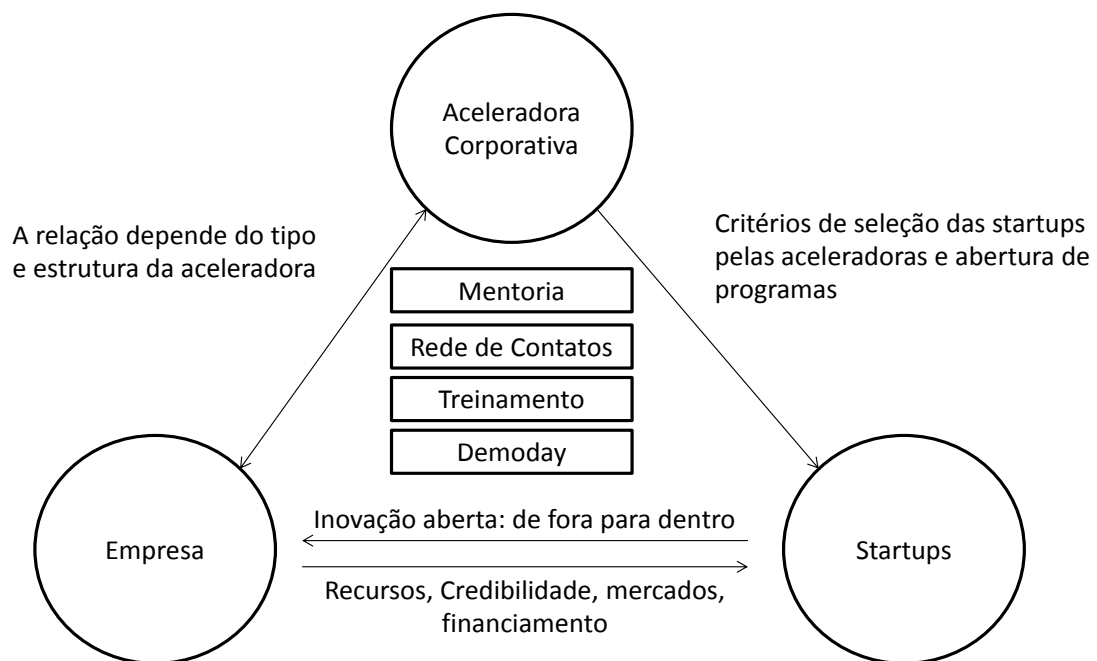 Aceleradora
Corporativa
A relação depende do tipo
e estrutura da aceleradora
Critérios de seleção das startups
pelas aceleradoras e abertura de
programas
Mentoria
Rede de Contatos
Treinamento
Demoday
Inovação aberta: de fora para dentro
Empresa
Startups
Recursos, Credibilidade, mercados,
financiamento